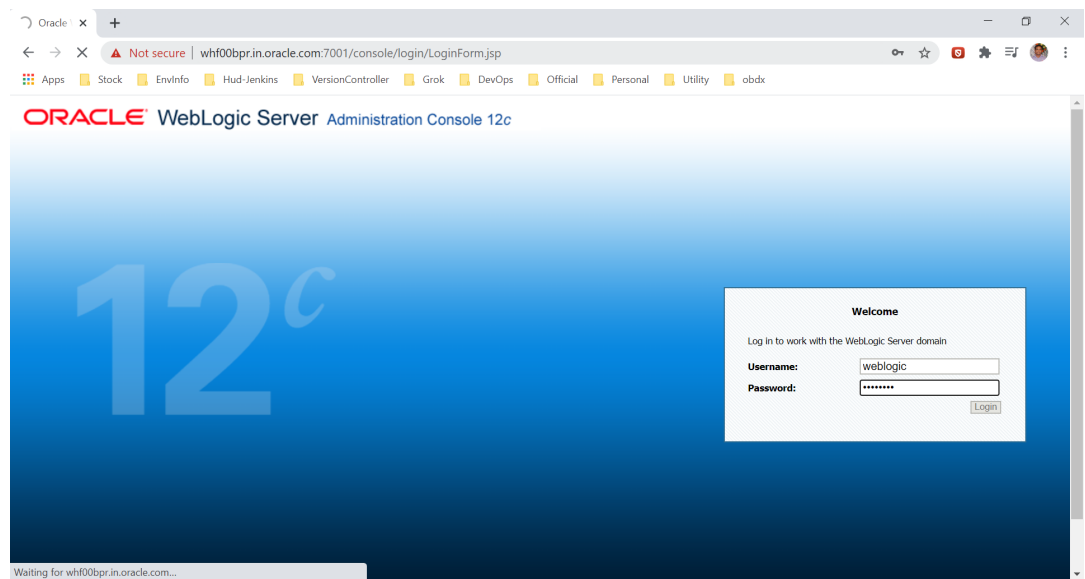 Oracle
Not secure | whf00bpr.in.oracle.com:7001/console/login/LoginForm.jsp
Apps Stock EnvInfo Hud-Jenkins VersionController Grok DevOps Official Personal Utility obdx
ORACLE WebLogic Server Administration Console 12c
12c
Welcome
Log in to work with the WebLogic Server domain
Username: weblogic
Password: ••••••••
Login
Waiting for whf00bpr.in.oracle.com...